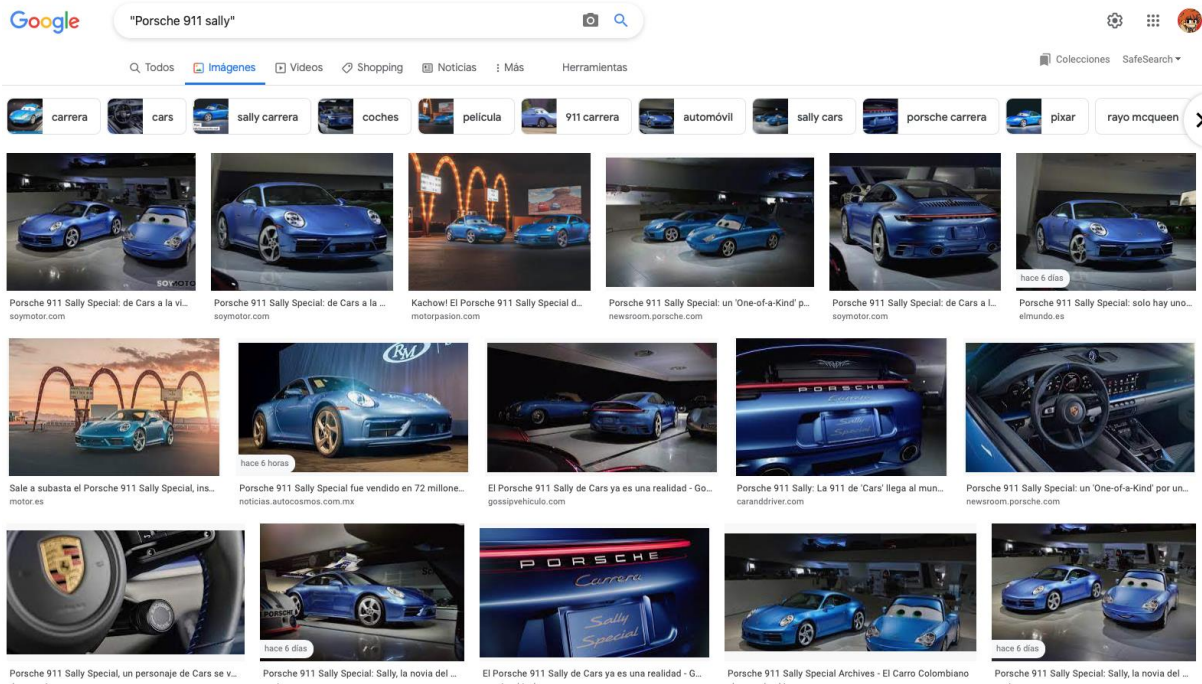 Google
"Porsche 911 sally"
Todos
Imágenes
Videos
Shopping
Noticias
Más
Herramientas
Colecciones
SafeSearch
carrera
cars
sally carrera
coches
película
911 carrera
automóvil
sally cars
porsche carrera
pixar
rayo mcqueen
SOYMOTO
hace 6 días
Porsche 911 Sally Special: de Cars a la vi...
soymotor.com
Porsche 911 Sally Special: de Cars a la ...
soymotor.com
Kachow! El Porsche 911 Sally Special d...
motorpasion.com
Porsche 911 Sally Special: un 'One-of-a-Kind' p...
newsroom.porsche.com
Porsche 911 Sally Special: de Cars a l...
soymotor.com
Porsche 911 Sally Special: solo hay uno...
elmundo.es
RM
PORSCHE
Carrera
Sally
Special
hace 6 horas
Sale a subasta el Porsche 911 Sally Special, ins...
motor.es
Porsche 911 Sally Special fue vendido en 72 millone...
noticias.autocosmos.com.mx
El Porsche 911 Sally de Cars ya es una realidad - Go...
gossipvehiculo.com
Porsche 911 Sally: La 911 de 'Cars' llega al mun...
caranddriver.com
Porsche 911 Sally Special: un 'One-of-a-Kind' por un...
newsroom.porsche.com
PORSCHE
PORSCHE
Carrera
Sally
Special
hace 6 días
hace 6 días
Porsche 911 Sally Special, un personaje de Cars se v...
Porsche 911 Sally Special: Sally, la novia del ...
El Porsche 911 Sally de Cars ya es una realidad - G...
Porsche 911 Sally Special Archives - El Carro Colombiano
Porsche 911 Sally Special: Sally, la novia del ...